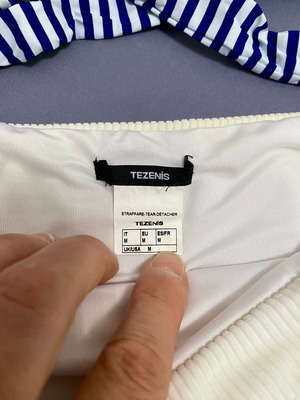 TEZENIS
STRAPPARE-TEAR-DÉTACHER
TEZENIS
IT BU ES/FR
M M M
UK/USA M